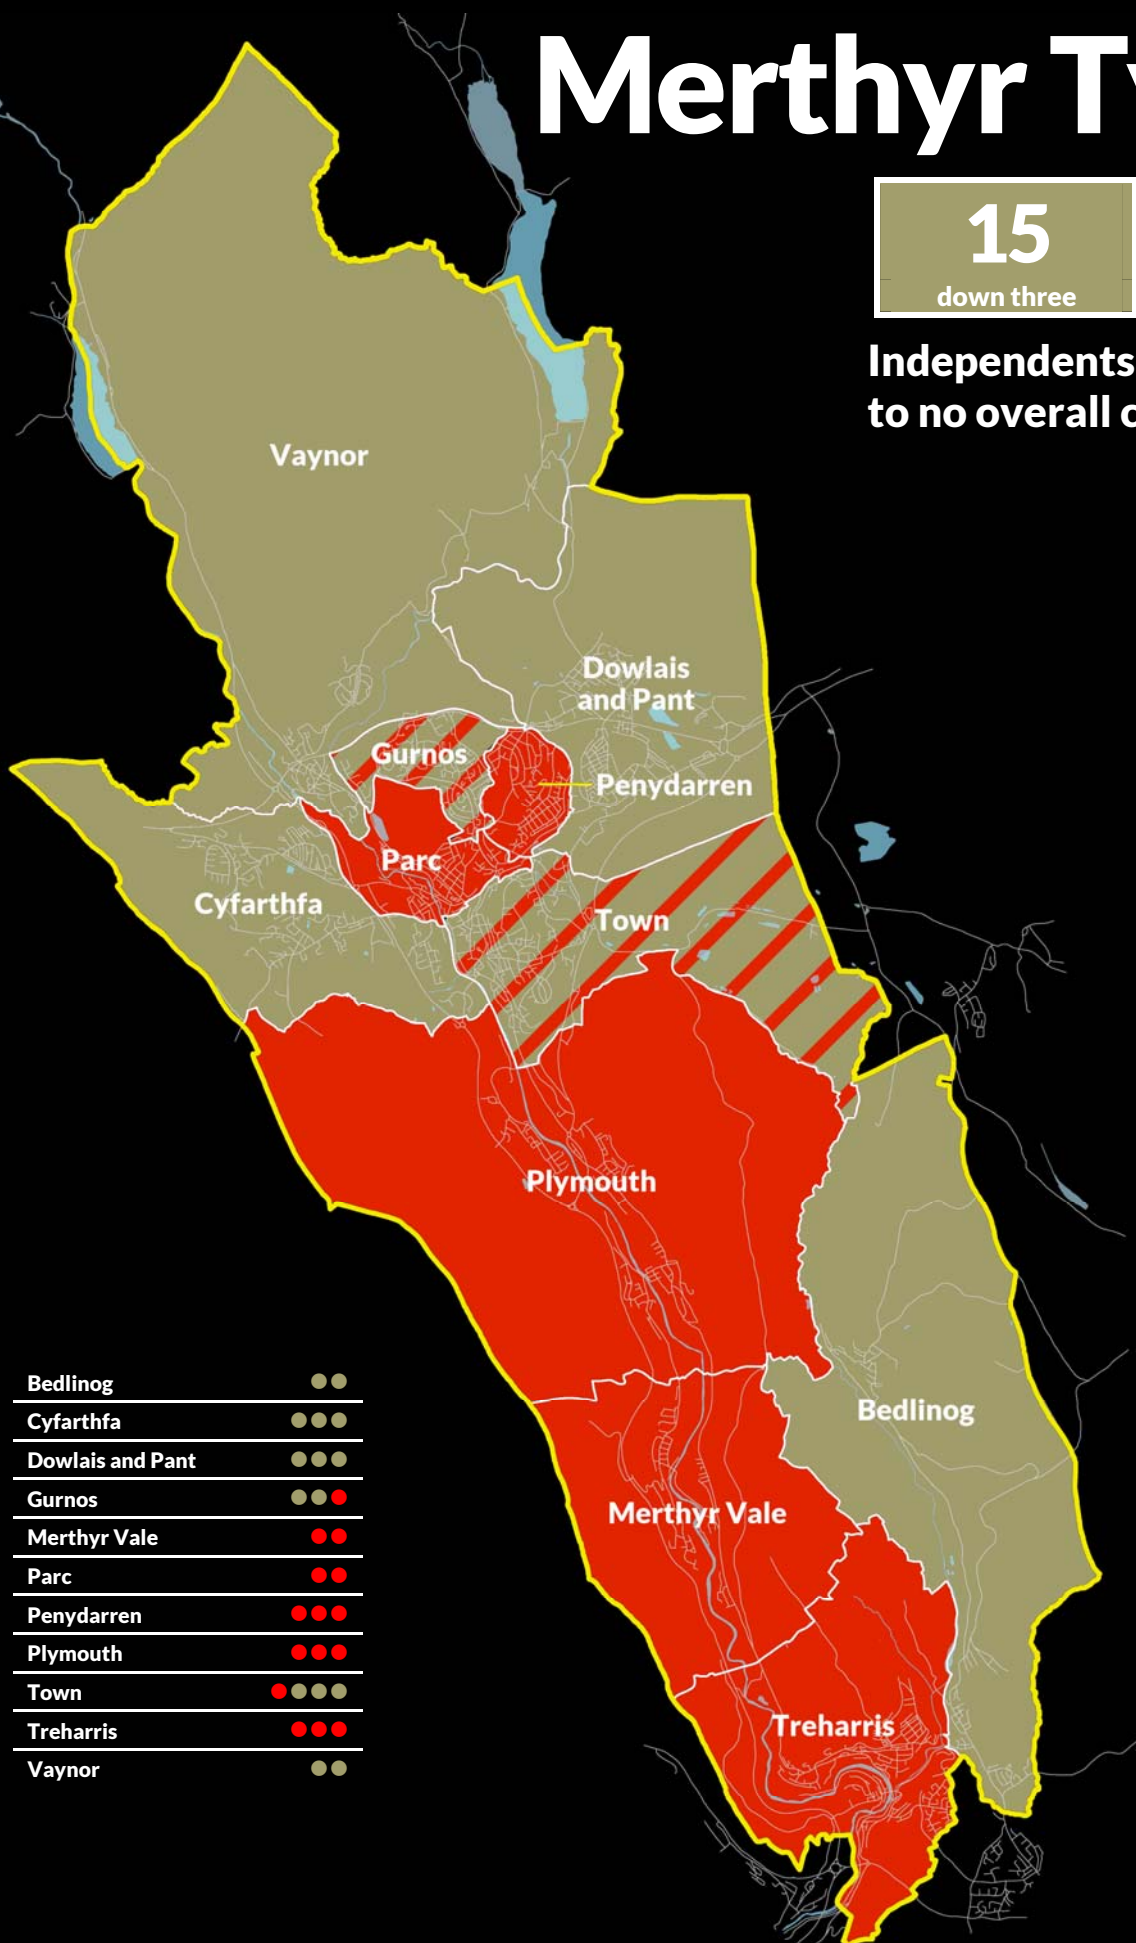 Merthyr T
15
down three
Independents
to no overall
Vaynor
Dowlais
and Pant
Gurnos
Penydarren
Parc
Cyfarthfa
Town
Plymouth
Bedlinog
Merthyr Vale
Treharris
Bedlinog
Cyfarthfa
Dowlais and Pant
Gurnos
Merthyr Vale
Parc
Penydarren
Plymouth
Town
Treharris
Vaynor